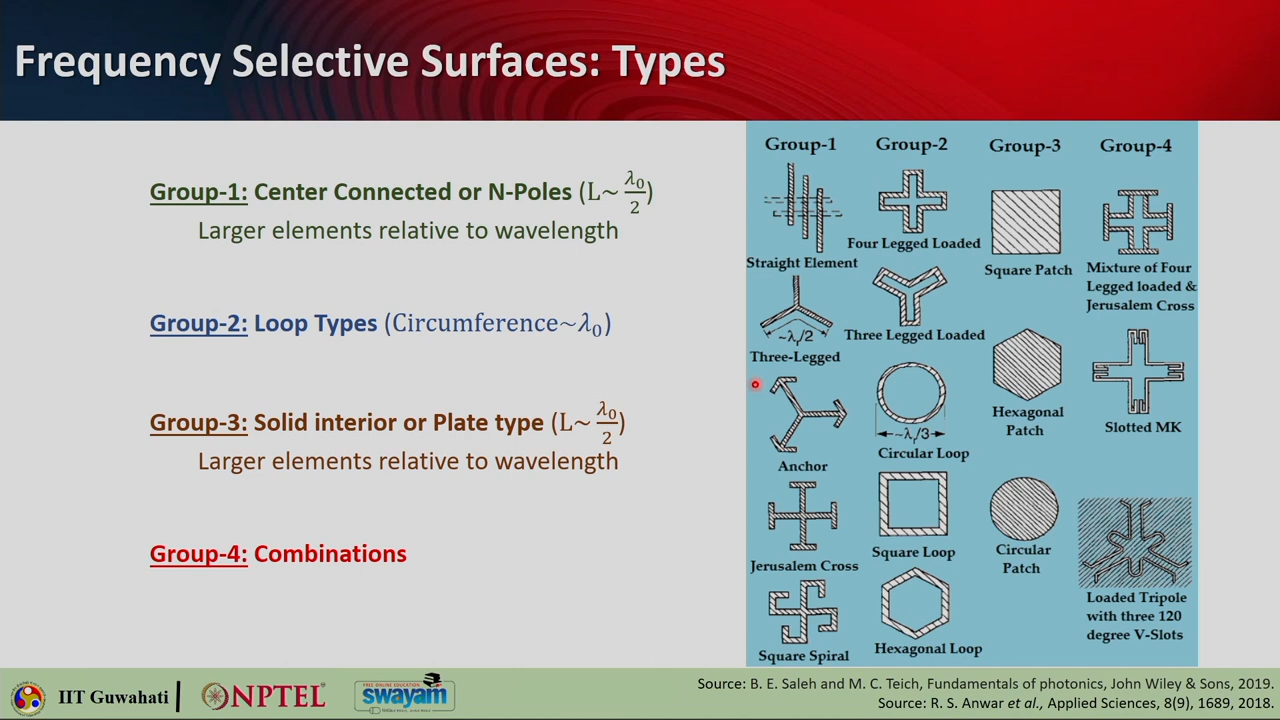 Frequency Selective Surfaces: Types
Group-1: Center Connected or N-Poles (L~ λ₀/2)
Larger elements relative to wavelength
Group-2: Loop Types (Circumference~λ₀)
Group-3: Solid interior or Plate type (L~ λ₀/2)
Larger elements relative to wavelength
Group-4: Combinations
Group-1
Straight Element
~λᵣ/2
Three-Legged
Anchor
Jerusalem Cross
Square Spiral
Group-2
Four Legged Loaded
Three Legged Loaded
~λᵣ/3
Circular Loop
Square Loop
Hexagonal Loop
Group-3
Square Patch
Hexagonal
Patch
Circular
Patch
Group-4
Mixture of Four
Legged loaded &
Jerusalem Cross
Slotted MK
Loaded Tripole
with three 120
degree V-Slots
IIT Guwahati
NPTEL
FREE ONLINE EDUCATION
swayam
Source: B. E. Saleh and M. C. Teich, Fundamentals of photonics, John Wiley & Sons, 2019.
Source: R. S. Anwar et al., Applied Sciences, 8(9), 1689, 2018.